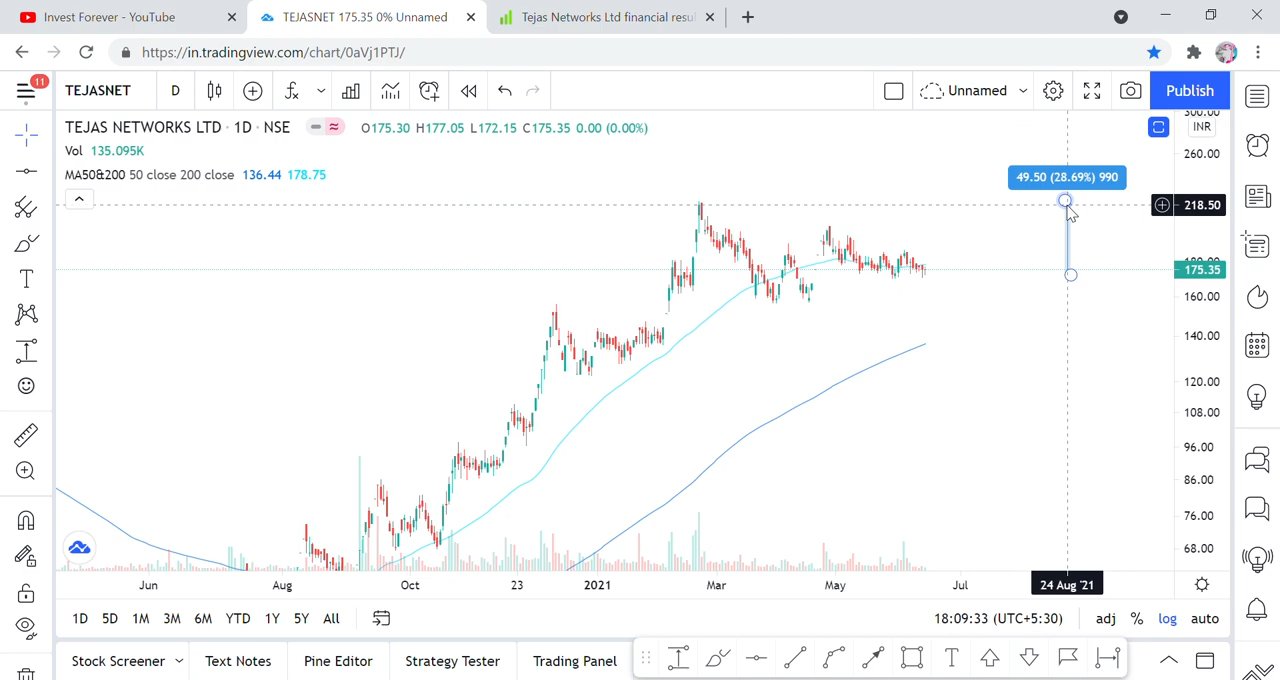 Invest Forever - YouTube
TEJASNET 175.35 0% Unnamed
Tejas Networks Ltd financial resu
https://in.tradingview.com/chart/0aVj1PTJ/
11
TEJASNET
D
Unnamed
Publish
TEJAS NETWORKS LTD · 1D · NSE
O175.30 H177.05 L172.15 C175.35 0.00 (0.00%)
Vol 135.095K
MA50&200 50 close 200 close 136.44 178.75
300.00
INR
260.00
49.50 (28.69%) 990
218.50
180.00
175.35
160.00
140.00
120.00
108.00
96.00
86.00
76.00
68.00
Jun
Aug
Oct
23
2021
Mar
May
Jul
24 Aug '21
1D 5D 1M 3M 6M YTD 1Y 5Y All
18:09:33 (UTC+5:30)
adj % log auto
Stock Screener
Text Notes
Pine Editor
Strategy Tester
Trading Panel